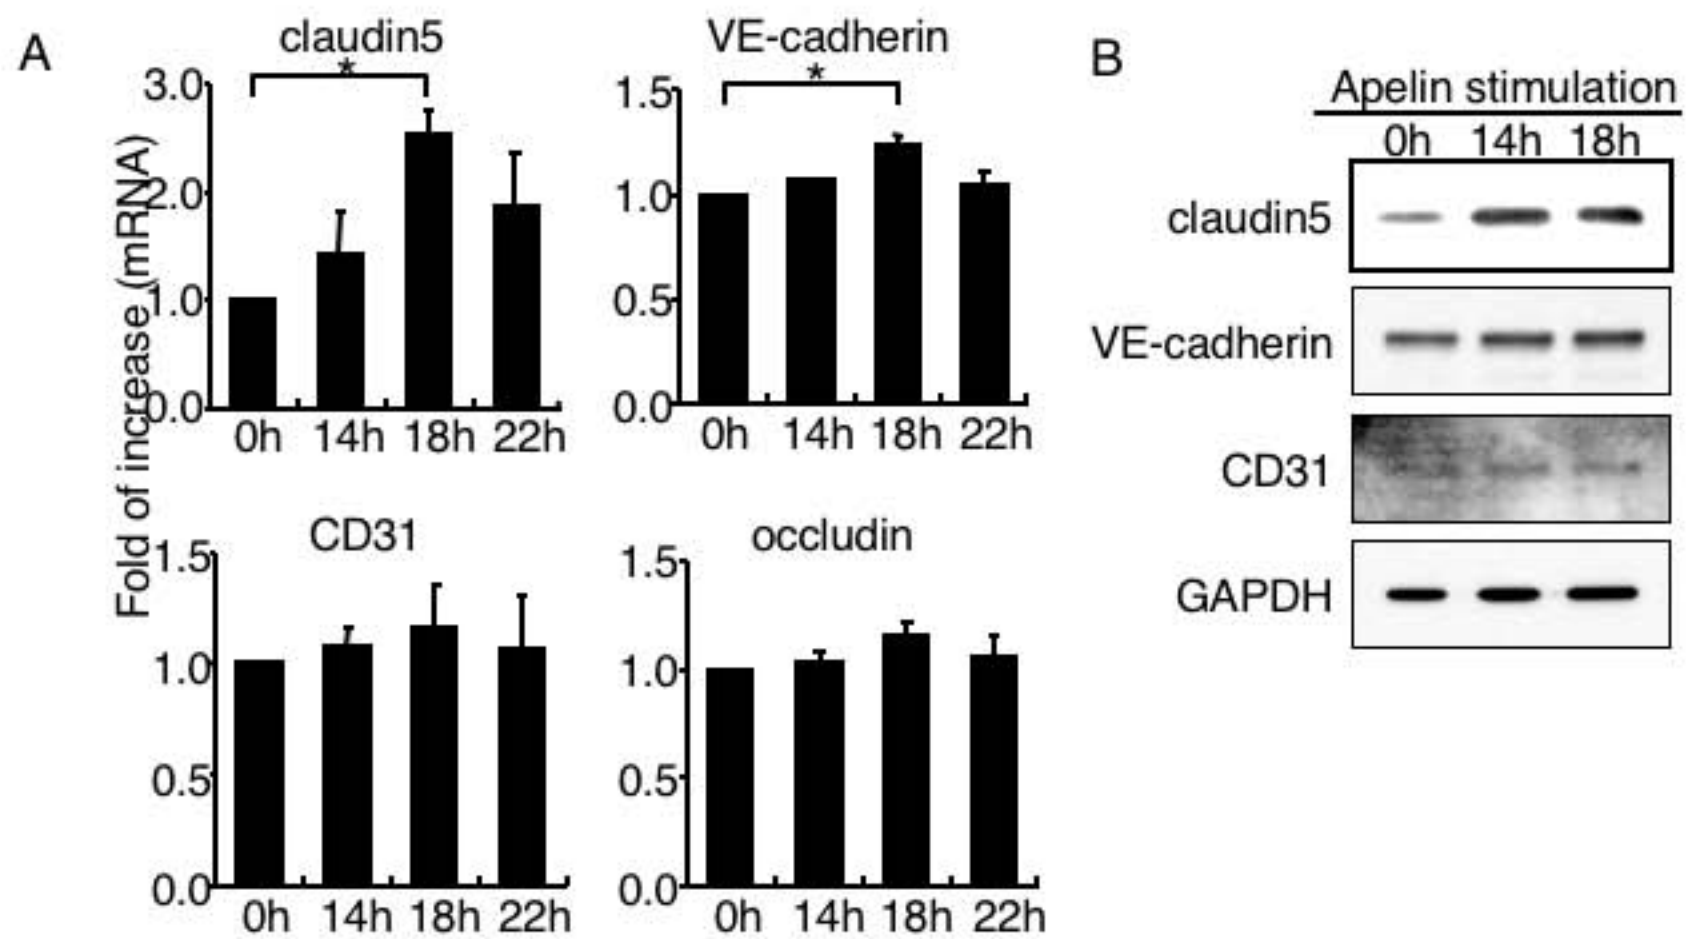 A
Fold of increase (mRNA)
claudin5
*
3.0
2.0
1.0
0.0
0h 14h 18h 22h
VE-cadherin
*
1.5
1.0
0.5
0.0
0h 14h 18h 22h
CD31
1.5
1.0
0.5
0.0
0h 14h 18h 22h
occludin
1.5
1.0
0.5
0.0
0h 14h 18h 22h
B
Apelin stimulation
0h 14h 18h
claudin5
VE-cadherin
CD31
GAPDH